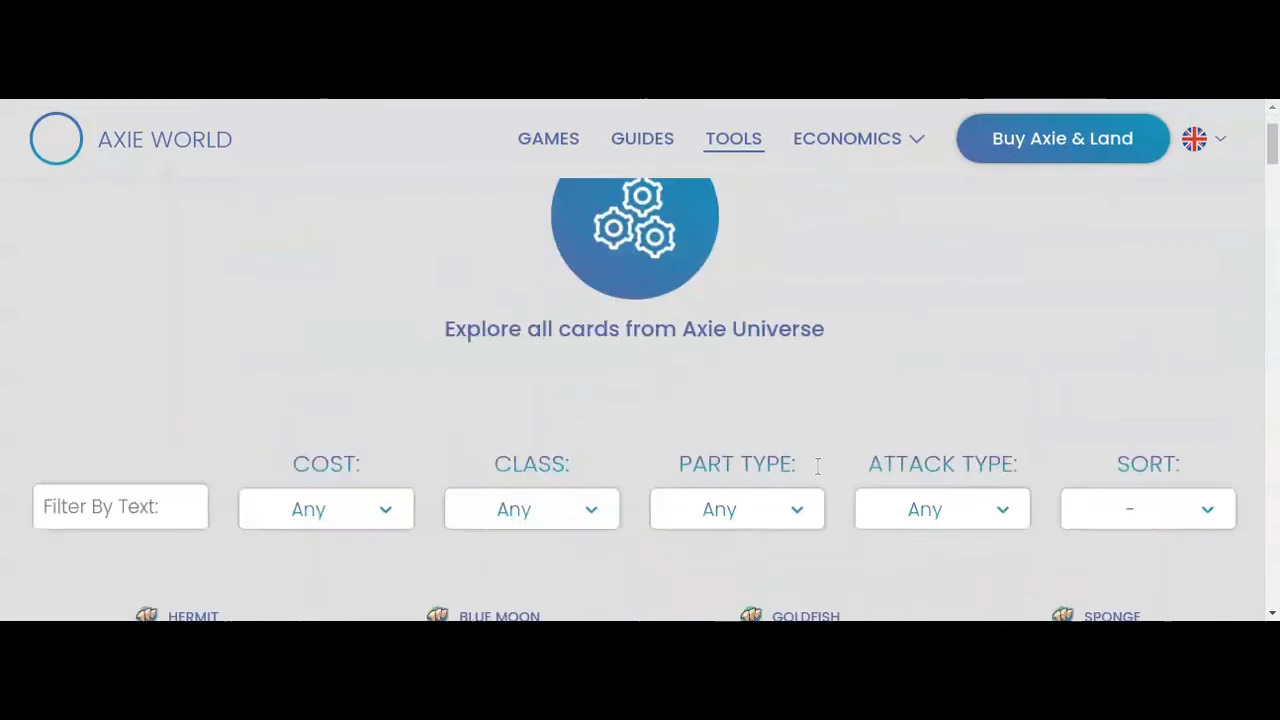 AXIE WORLD
GAMES GUIDES TOOLS ECONOMICS Buy Axie & Land
Explore all cards from Axie Universe
COST: CLASS: PART TYPE: ATTACK TYPE: SORT:
Filter By Text: Any Any Any Any -
HERMIT BLUE MOON GOLDFISH SPONGE